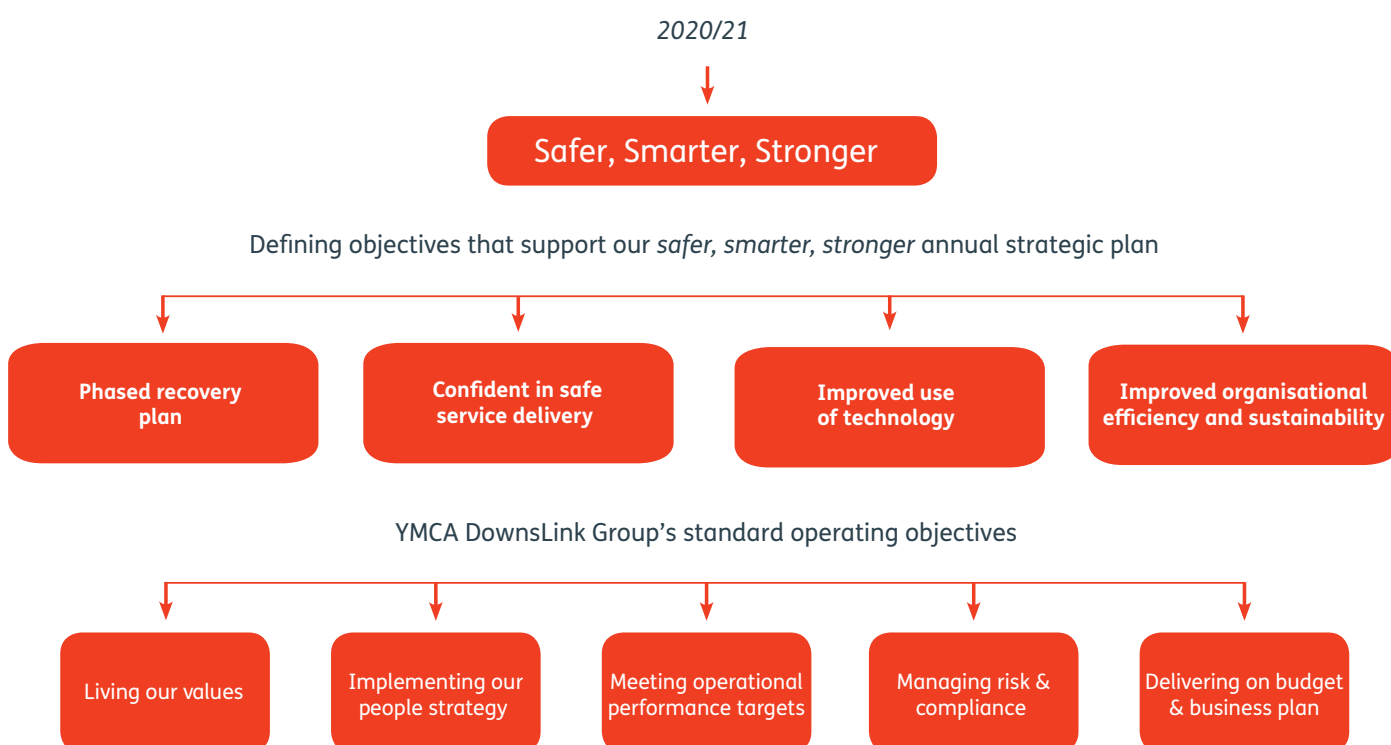 2020/21
Safer, Smarter, Stronger
Defining objectives that support our safer, smarter, stronger annual strategic plan
Phased recovery
plan
Confident in safe
service delivery
Improved use
of technology
Improved organisational
efficiency and sustainability
YMCA DownsLink Group’s standard operating objectives
Living our values
Implementing our
people strategy
Meeting operational
performance targets
Managing risk &
compliance
Delivering on budget
& business plan